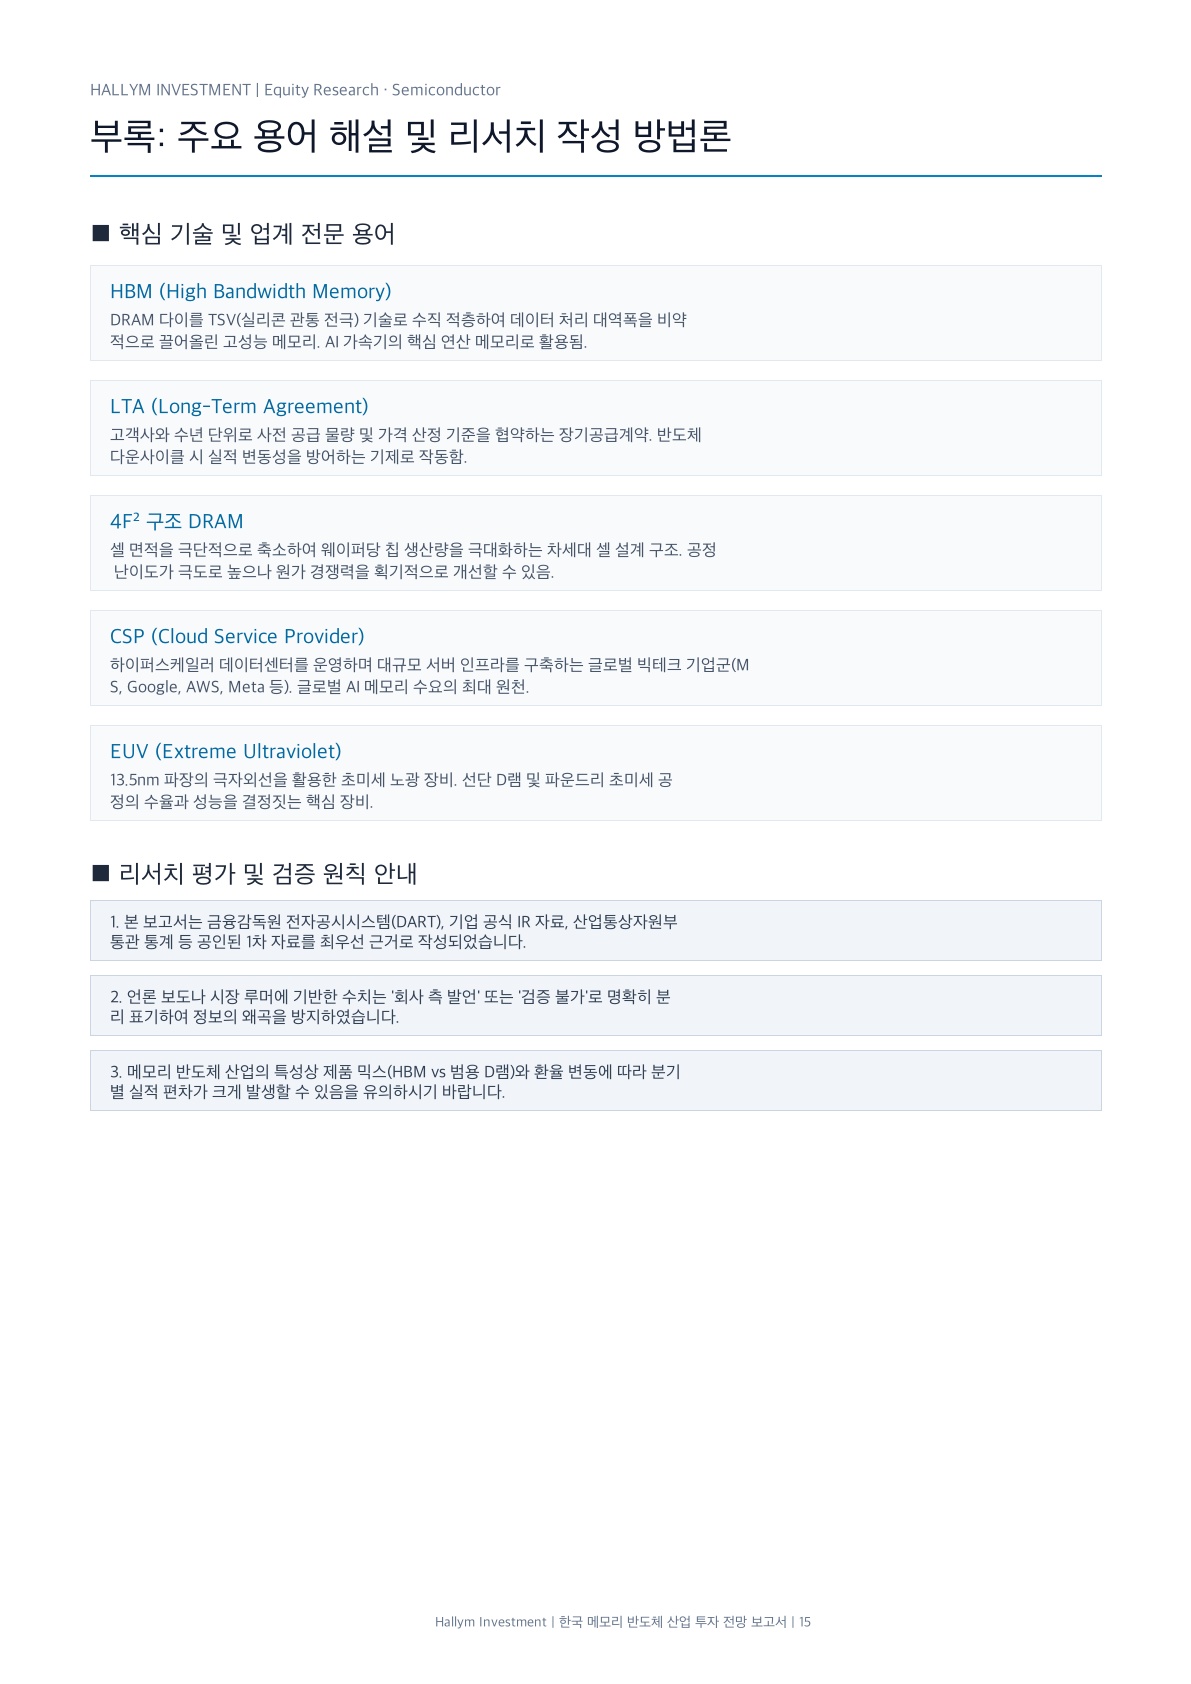 HALLYM INVESTMENT | Equity Research · Semiconductor
부록: 주요 용어 해설 및 리서치 작성 방법론
■ 핵심 기술 및 업계 전문 용어
HBM (High Bandwidth Memory)
DRAM 다이를 TSV(실리콘 관통 전극) 기술로 수직 적층하여 데이터 처리 대역폭을 비약
적으로 끌어올린 고성능 메모리. AI 가속기의 핵심 연산 메모리로 활용됨.
LTA (Long-Term Agreement)
고객사와 수년 단위로 사전 공급 물량 및 가격 산정 기준을 협약하는 장기공급계약. 반도체
다운사이클 시 실적 변동성을 방어하는 기제로 작동함.
4F² 구조 DRAM
셀 면적을 극단적으로 축소하여 웨이퍼당 칩 생산량을 극대화하는 차세대 셀 설계 구조. 공정
난이도가 극도로 높으나 원가 경쟁력을 획기적으로 개선할 수 있음.
CSP (Cloud Service Provider)
하이퍼스케일러 데이터센터를 운영하며 대규모 서버 인프라를 구축하는 글로벌 빅테크 기업군(M
S, Google, AWS, Meta 등). 글로벌 AI 메모리 수요의 최대 원천.
EUV (Extreme Ultraviolet)
13.5nm 파장의 극자외선을 활용한 초미세 노광 장비. 선단 D램 및 파운드리 초미세 공
정의 수율과 성능을 결정짓는 핵심 장비.
■ 리서치 평가 및 검증 원칙 안내
1. 본 보고서는 금융감독원 전자공시시스템(DART), 기업 공식 IR 자료, 산업통상자원부
통관 통계 등 공인된 1차 자료를 최우선 근거로 작성되었습니다.
2. 언론 보도나 시장 루머에 기반한 수치는 '회사 측 발언' 또는 '검증 불가'로 명확히 분
리 표기하여 정보의 왜곡을 방지하였습니다.
3. 메모리 반도체 산업의 특성상 제품 믹스(HBM vs 범용 D램)와 환율 변동에 따라 분기
별 실적 편차가 크게 발생할 수 있음을 유의하시기 바랍니다.
Hallym Investment | 한국 메모리 반도체 산업 투자 전망 보고서 | 15